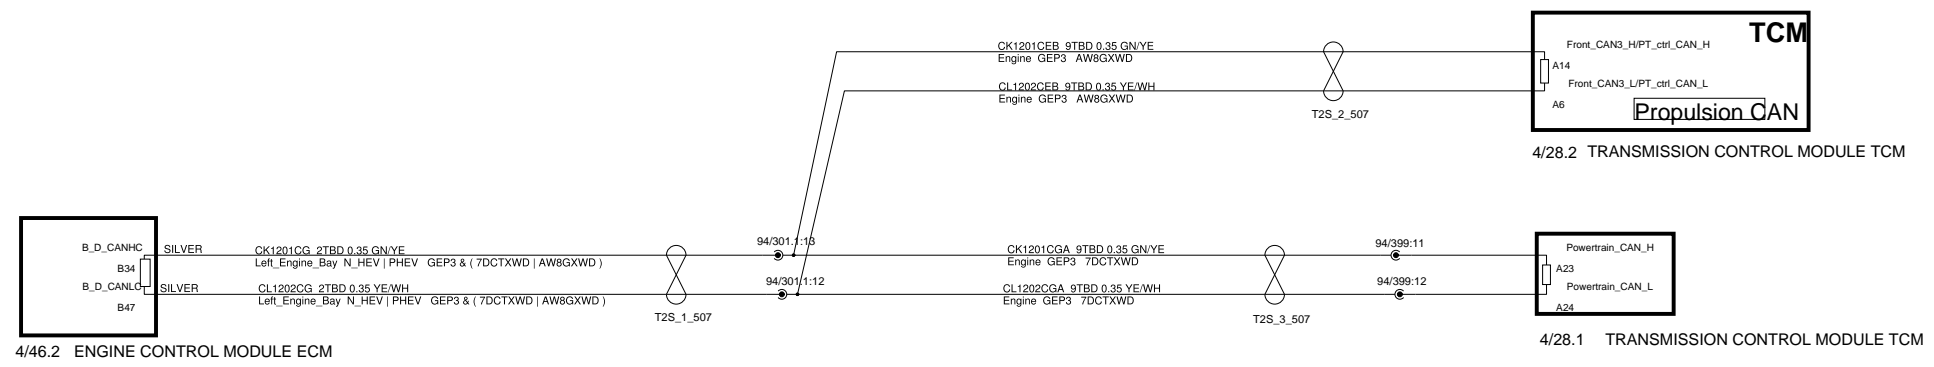 TCM
CK1201CEB 9TBD 0.35 GN/YE
Engine GEP3 AW8GXWD
Front_CAN3_H/PT_ctrl_CAN_H
A14
CL1202CEB 9TBD 0.35 YE/WH
Engine GEP3 AW8GXWD
Front_CAN3_L/PT_ctrl_CAN_L
A6
Propulsion CAN
T2S_2_507
4/28.2 TRANSMISSION CONTROL MODULE TCM
B_D_CANHC
SILVER
CK1201CG 2TBD 0.35 GN/YE
Left_Engine_Bay N_HEV | PHEV GEP3 & ( 7DCTXWD | AW8GXWD )
94/301.1:13
CK1201CGA 9TBD 0.35 GN/YE
Engine GEP3 7DCTXWD
94/399:11
Powertrain_CAN_H
B34
A23
B_D_CANLC
SILVER
CL1202CG 2TBD 0.35 YE/WH
Left_Engine_Bay N_HEV | PHEV GEP3 & ( 7DCTXWD | AW8GXWD )
94/301.1:12
CL1202CGA 9TBD 0.35 YE/WH
Engine GEP3 7DCTXWD
94/399:12
Powertrain_CAN_L
B47
A24
T2S_1_507
T2S_3_507
4/46.2 ENGINE CONTROL MODULE ECM
4/28.1 TRANSMISSION CONTROL MODULE TCM